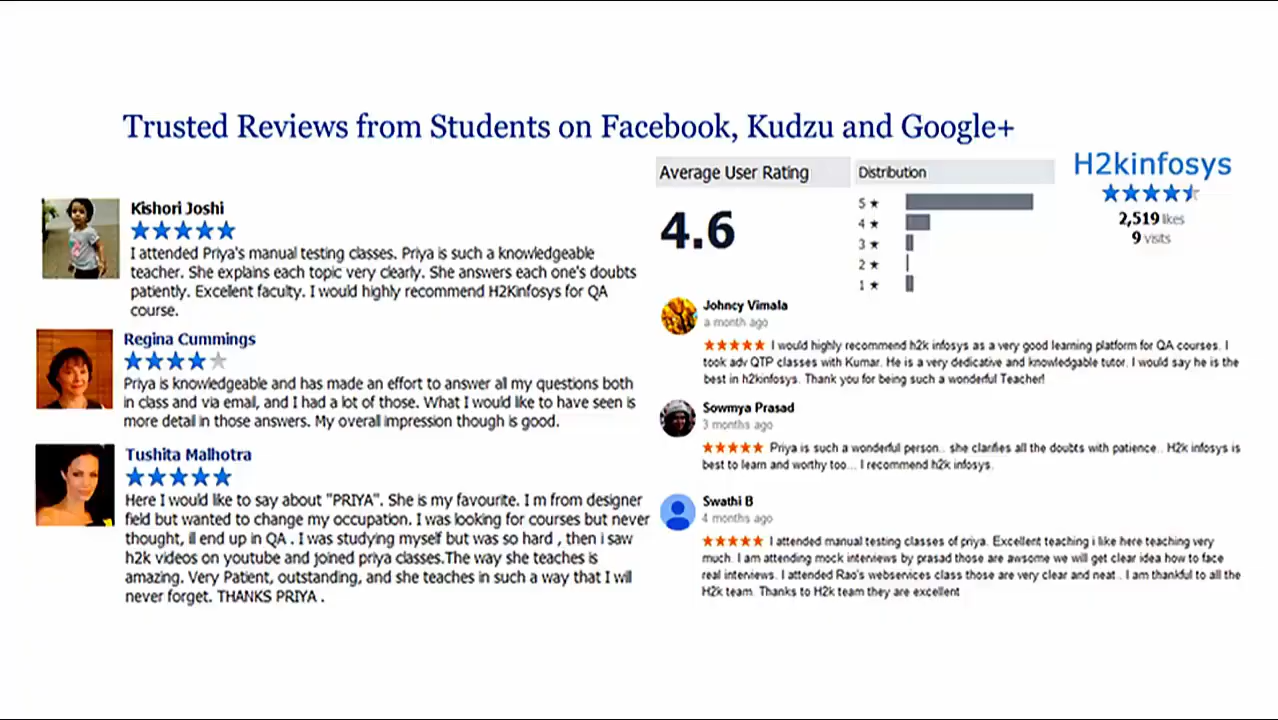 Trusted Reviews from Students on Facebook, Kudzu and Google+
Kishori Joshi
I attended Priya's manual testing classes. Priya is such a knowledgeable
teacher. She explains each topic very clearly. She answers each one's doubts
patiently. Excellent faculty. I would highly recommend H2Kinfosys for QA
course.
Regina Cummings
Priya is knowledgeable and has made an effort to answer all my questions both
in class and via email, and I had a lot of those. What I would like to have seen is
more detail in those answers. My overall impression though is good.
Tushita Malhotra
Here I would like to say about "PRIYA". She is my favourite. I m from designer
field but wanted to change my occupation. I was looking for courses but never
thought, ill end up in QA . I was studying myself but was so hard , then i saw
h2k videos on youtube and joined priya classes.The way she teaches is
amazing. Very Patient, outstanding, and she teaches in such a way that I will
never forget. THANKS PRIYA .
Average User Rating
4.6
Distribution
5 ★
4 ★
3 ★
2 ★
1 ★
H2kinfosys
2,519 likes
9 visits
Johncy Vimala
a month ago
I would highly recommend h2k infosys as a very good learning platform for QA courses. I
took adv QTP classes with Kumar. He is a very dedicative and knowledgable tutor. I would say he is the
best in h2kinfosys. Thank you for being such a wonderful Teacher!
Sowmya Prasad
3 months ago
Priya is such a wonderful person.. she clarifies all the doubts with patience.. H2k infosys is
best to learn and worthy too... I recommend h2k infosys.
Swathi B
4 months ago
I attended manual testing classes of priya. Excellent teaching i like here teaching very
much. I am attending mock interviews by prasad those are awsome we will get clear idea how to face
real interviews. I attended Rao's webservices class those are very clear and neat.. I am thankful to all the
H2k team. Thanks to H2k team they are excellent